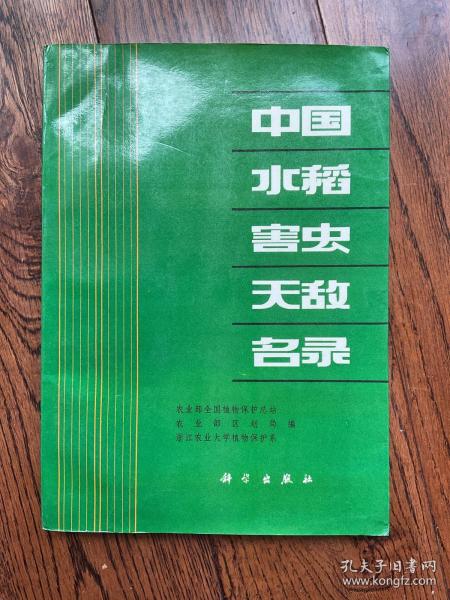 中国
水稻
害虫
天敌
名录
农业部全国植物保护总站
农业部区划局 编
浙江农业大学植物保护系
科学出版社
孔夫子旧书网
www.kongfz.com